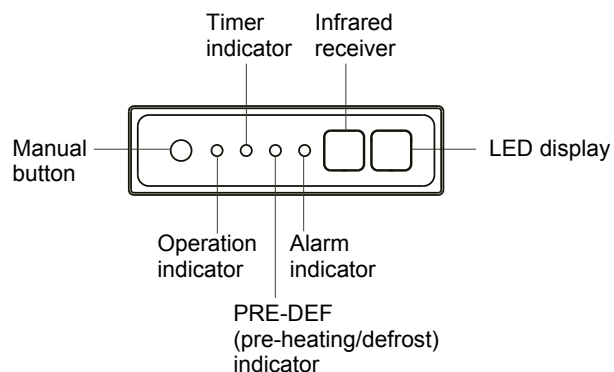 Timer
indicator
Infrared
receiver
Manual
button
LED display
Operation
indicator
Alarm
indicator
PRE-DEF
(pre-heating/defrost)
indicator